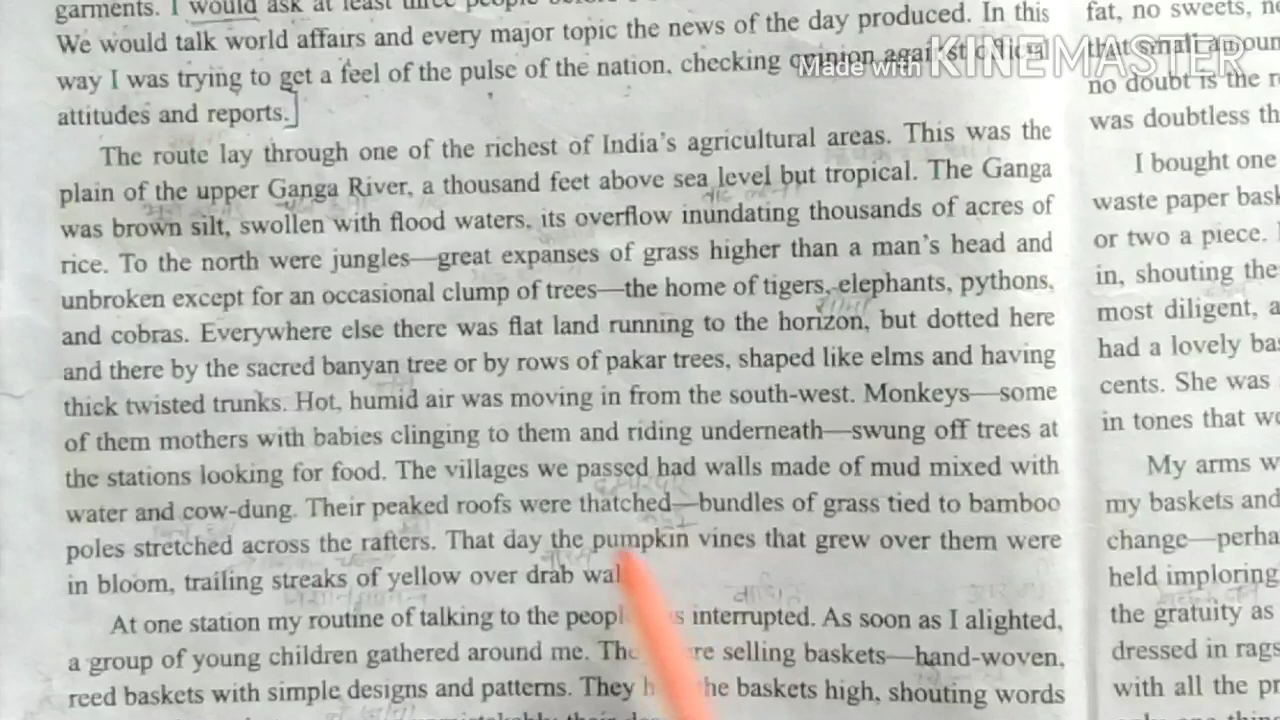 garments. I would ask at least three people
We would talk world affairs and every major topic the news of the day produced. In this
way I was trying to get a feel of the pulse of the nation, checking opinion against official
attitudes and reports.]
The route lay through one of the richest of India's agricultural areas. This was the
plain of the upper Ganga River, a thousand feet above sea level but tropical. The Ganga
was brown silt, swollen with flood waters, its overflow inundating thousands of acres of
rice. To the north were jungles—great expanses of grass higher than a man's head and
unbroken except for an occasional clump of trees—the home of tigers, elephants, pythons,
and cobras. Everywhere else there was flat land running to the horizon, but dotted here
and there by the sacred banyan tree or by rows of pakar trees, shaped like elms and having
thick twisted trunks. Hot, humid air was moving in from the south-west. Monkeys—some
of them mothers with babies clinging to them and riding underneath—swung off trees at
the stations looking for food. The villages we passed had walls made of mud mixed with
water and cow-dung. Their peaked roofs were thatched—bundles of grass tied to bamboo
poles stretched across the rafters. That day the pumpkin vines that grew over them were
in bloom, trailing streaks of yellow over drab wal
At one station my routine of talking to the peopl s interrupted. As soon as I alighted,
a group of young children gathered around me. The re selling baskets—hand-woven,
reed baskets with simple designs and patterns. They h he baskets high, shouting words
fat, no sweets, no
that small amoun
no doubt is the r
was doubtless th
I bought one
waste paper bask
or two a piece.
in, shouting the
most diligent, a
had a lovely bas
cents. She was
in tones that wo
My arms w
my baskets and
change—perha
held imploring
the gratuity as
dressed in rags
with all the pr
Made with KINEMASTER